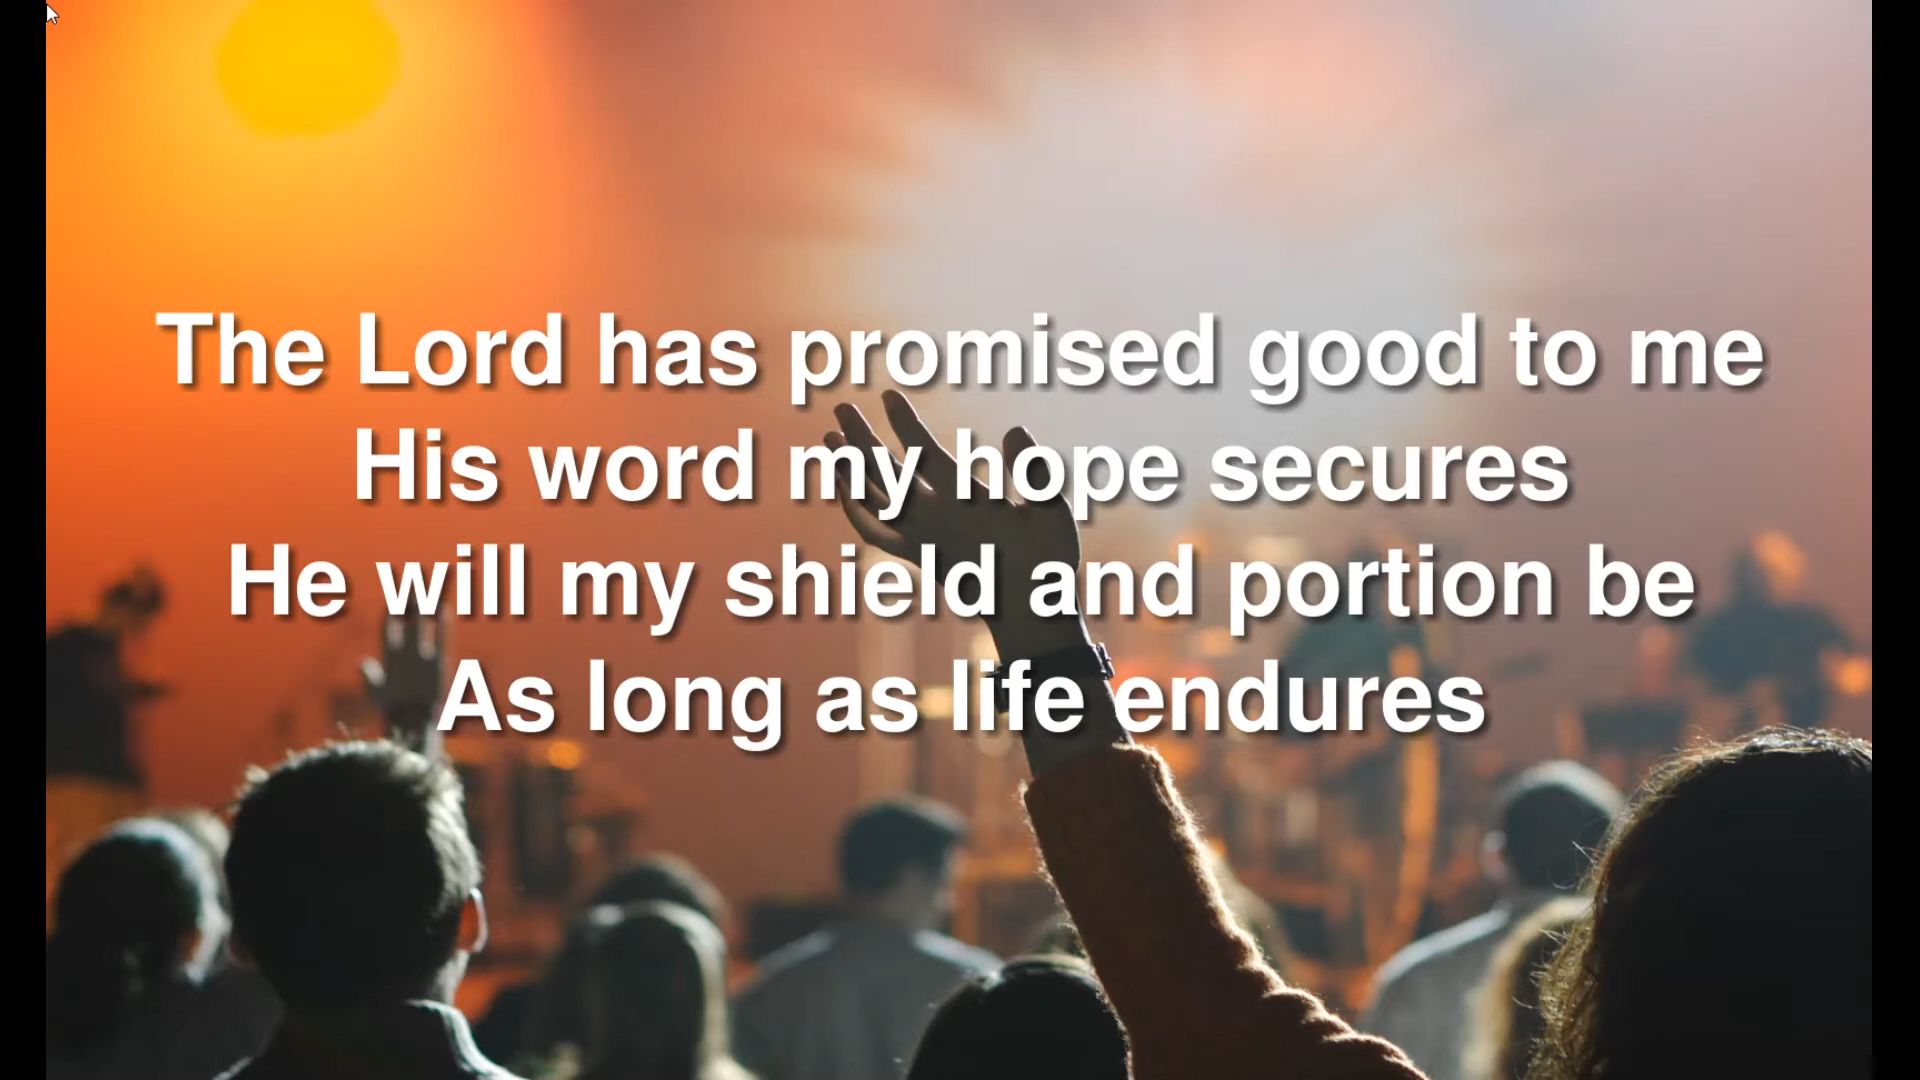 The Lord has promised good to me
His word my hope secures
He will my shield and portion be
As long as life endures